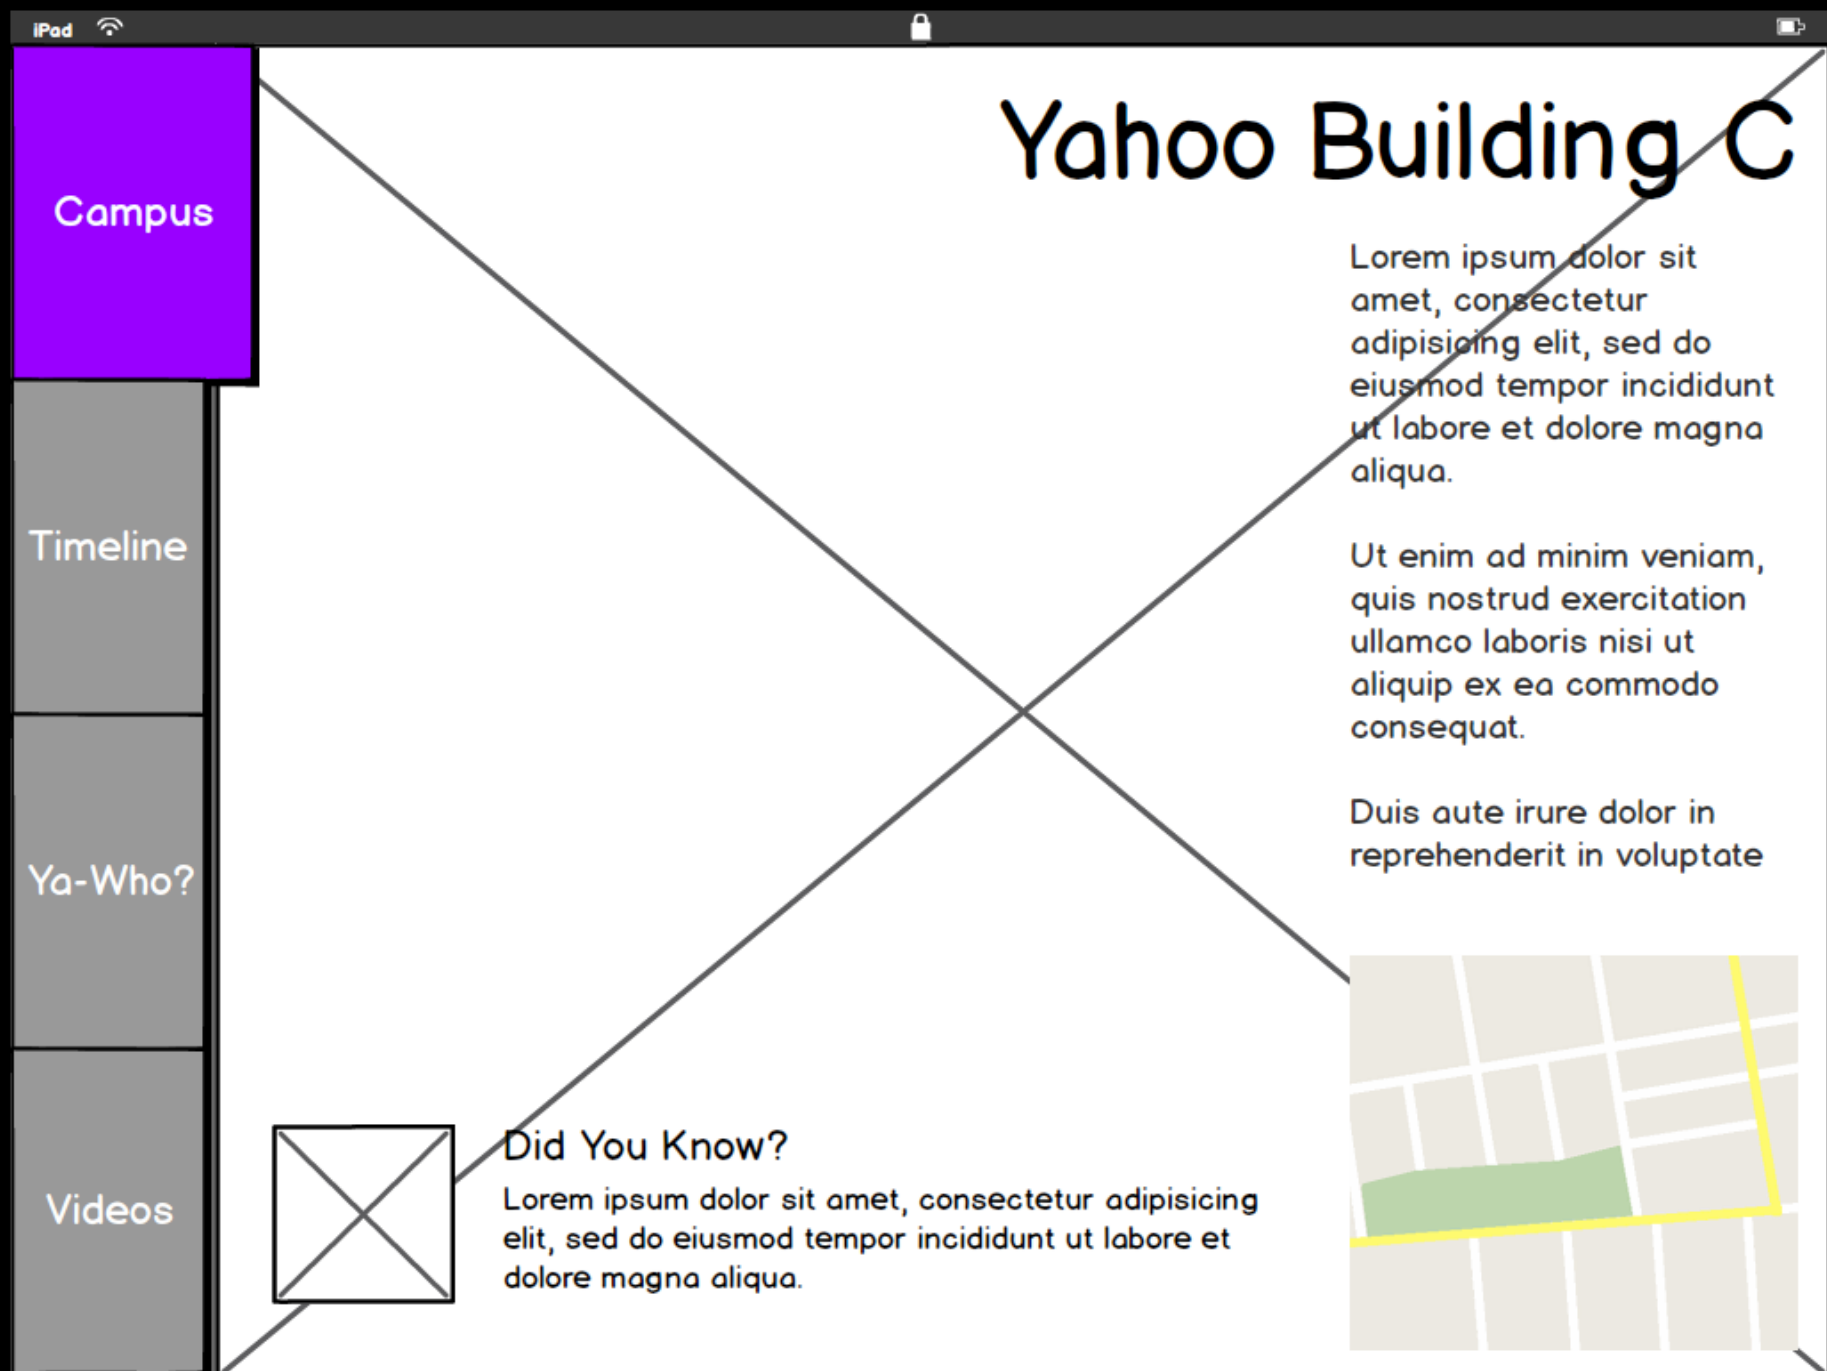 iPad
Campus
Timeline
Ya-Who?
Videos
Yahoo Building C
Lorem ipsum dolor sit
amet, consectetur
adipisicing elit, sed do
eiusmod tempor incididunt
ut labore et dolore magna
aliqua.
Ut enim ad minim veniam,
quis nostrud exercitation
ullamco laboris nisi ut
aliquip ex ea commodo
consequat.
Duis aute irure dolor in
reprehenderit in voluptate
Did You Know?
Lorem ipsum dolor sit amet, consectetur adipisicing
elit, sed do eiusmod tempor incididunt ut labore et
dolore magna aliqua.